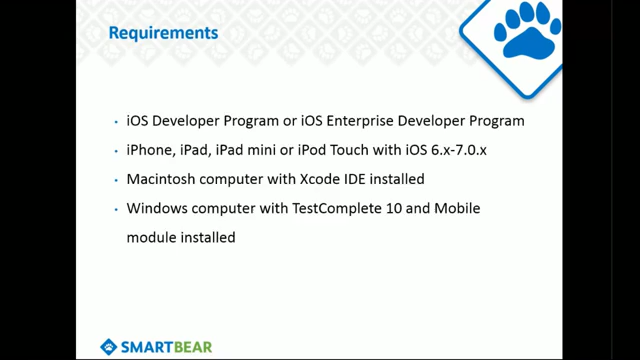 Requirements
• iOS Developer Program or iOS Enterprise Developer Program
• iPhone, iPad, iPad mini or iPod Touch with iOS 6.x-7.0.x
• Macintosh computer with Xcode IDE installed
• Windows computer with TestComplete 10 and Mobile
module installed
SMARTBEAR